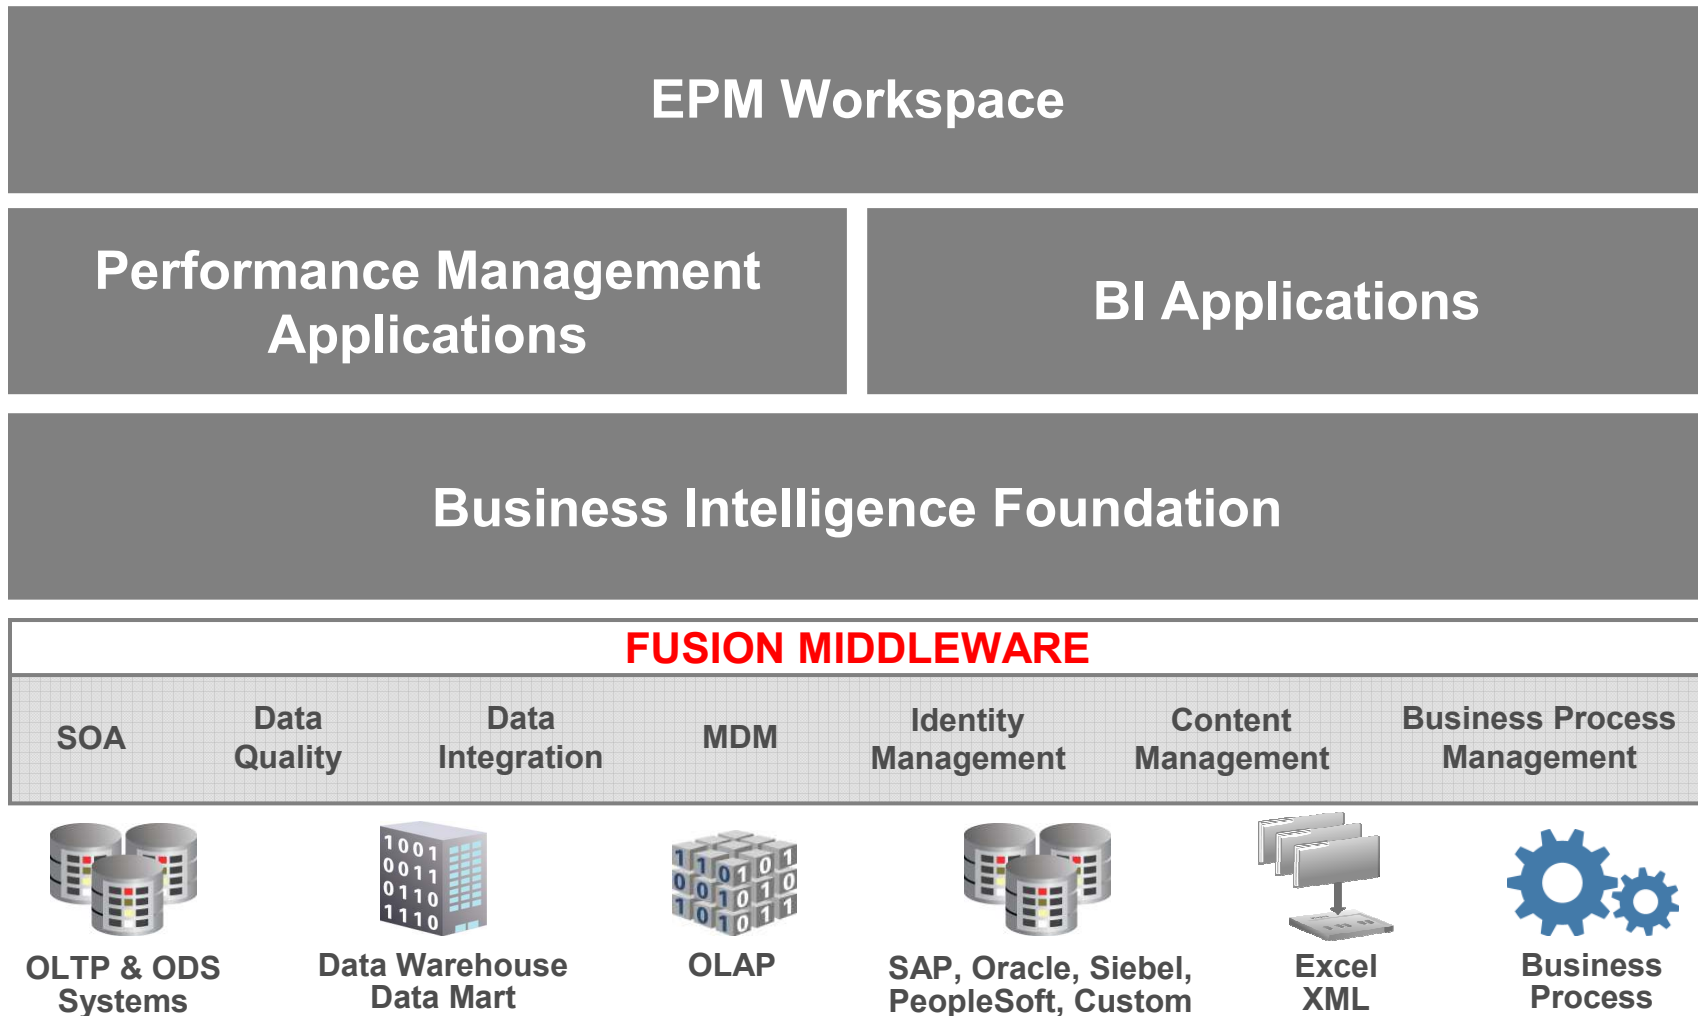 EPM Workspace
Performance Management
Applications
BI Applications
Business Intelligence Foundation
FUSION MIDDLEWARE
SOA
Data
Quality
Data
Integration
MDM
Identity
Management
Content
Management
Business Process
Management
1001
0011
0110
1110
OLTP & ODS
Systems
Data Warehouse
Data Mart
OLAP
SAP, Oracle, Siebel,
PeopleSoft, Custom
Excel
XML
Business
Process